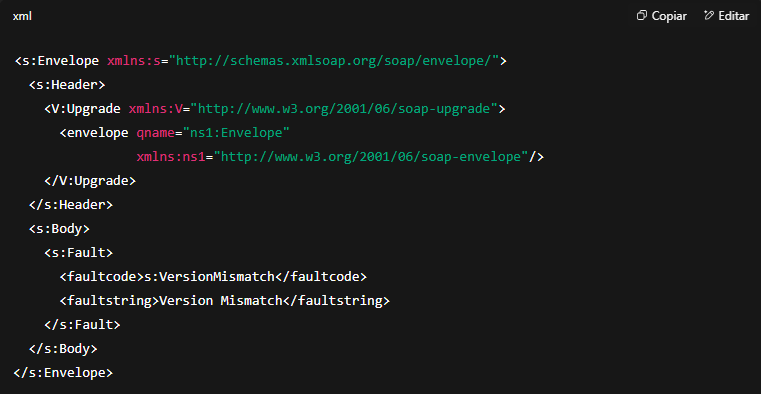 xml
Copiar
Editar
<s:Envelope xmlns:s="http://schemas.xmlsoap.org/soap/envelope/">
  <s:Header>
    <V:Upgrade xmlns:V="http://www.w3.org/2001/06/soap-upgrade">
      <envelope qname="ns1:Envelope"
                xmlns:ns1="http://www.w3.org/2001/06/soap-envelope"/>
    </V:Upgrade>
  </s:Header>
  <s:Body>
    <s:Fault>
      <faultcode>s:VersionMismatch</faultcode>
      <faultstring>Version Mismatch</faultstring>
    </s:Fault>
  </s:Body>
</s:Envelope>